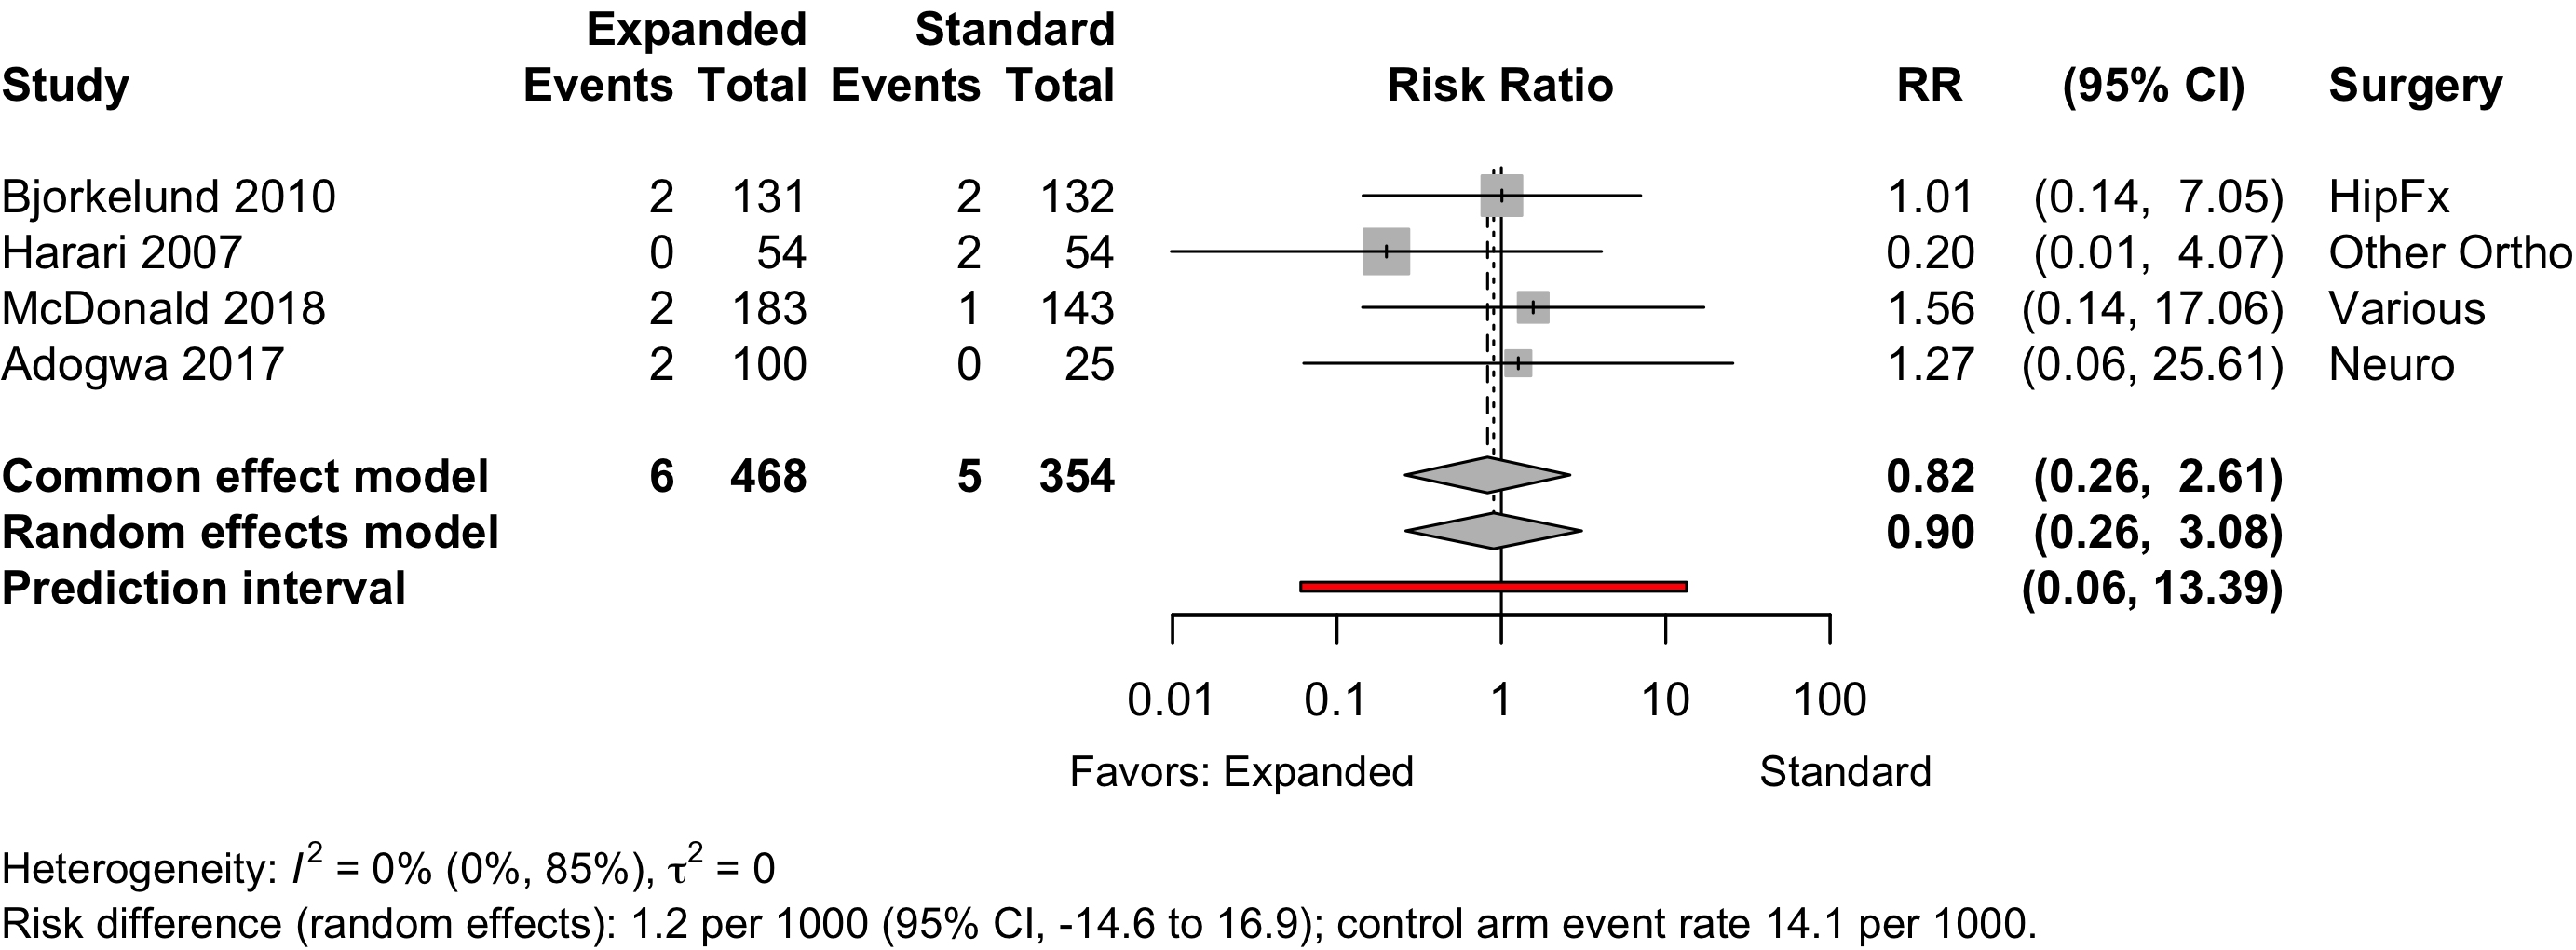 Expanded Standard
Study Events Total Events Total Risk Ratio RR (95% CI) Surgery
Bjorkelund 2010 2 131 2 132 1.01 (0.14, 7.05) HipFx
Harari 2007 0 54 2 54 0.20 (0.01, 4.07) Other Ortho
McDonald 2018 2 183 1 143 1.56 (0.14, 17.06) Various
Adogwa 2017 2 100 0 25 1.27 (0.06, 25.61) Neuro
Common effect model 6 468 5 354 0.82 (0.26, 2.61)
Random effects model 0.90 (0.26, 3.08)
Prediction interval (0.06, 13.39)
0.01 0.1 1 10 100
Favors: Expanded Standard
Heterogeneity: I² = 0% (0%, 85%), τ² = 0
Risk difference (random effects): 1.2 per 1000 (95% CI, -14.6 to 16.9); control arm event rate 14.1 per 1000.